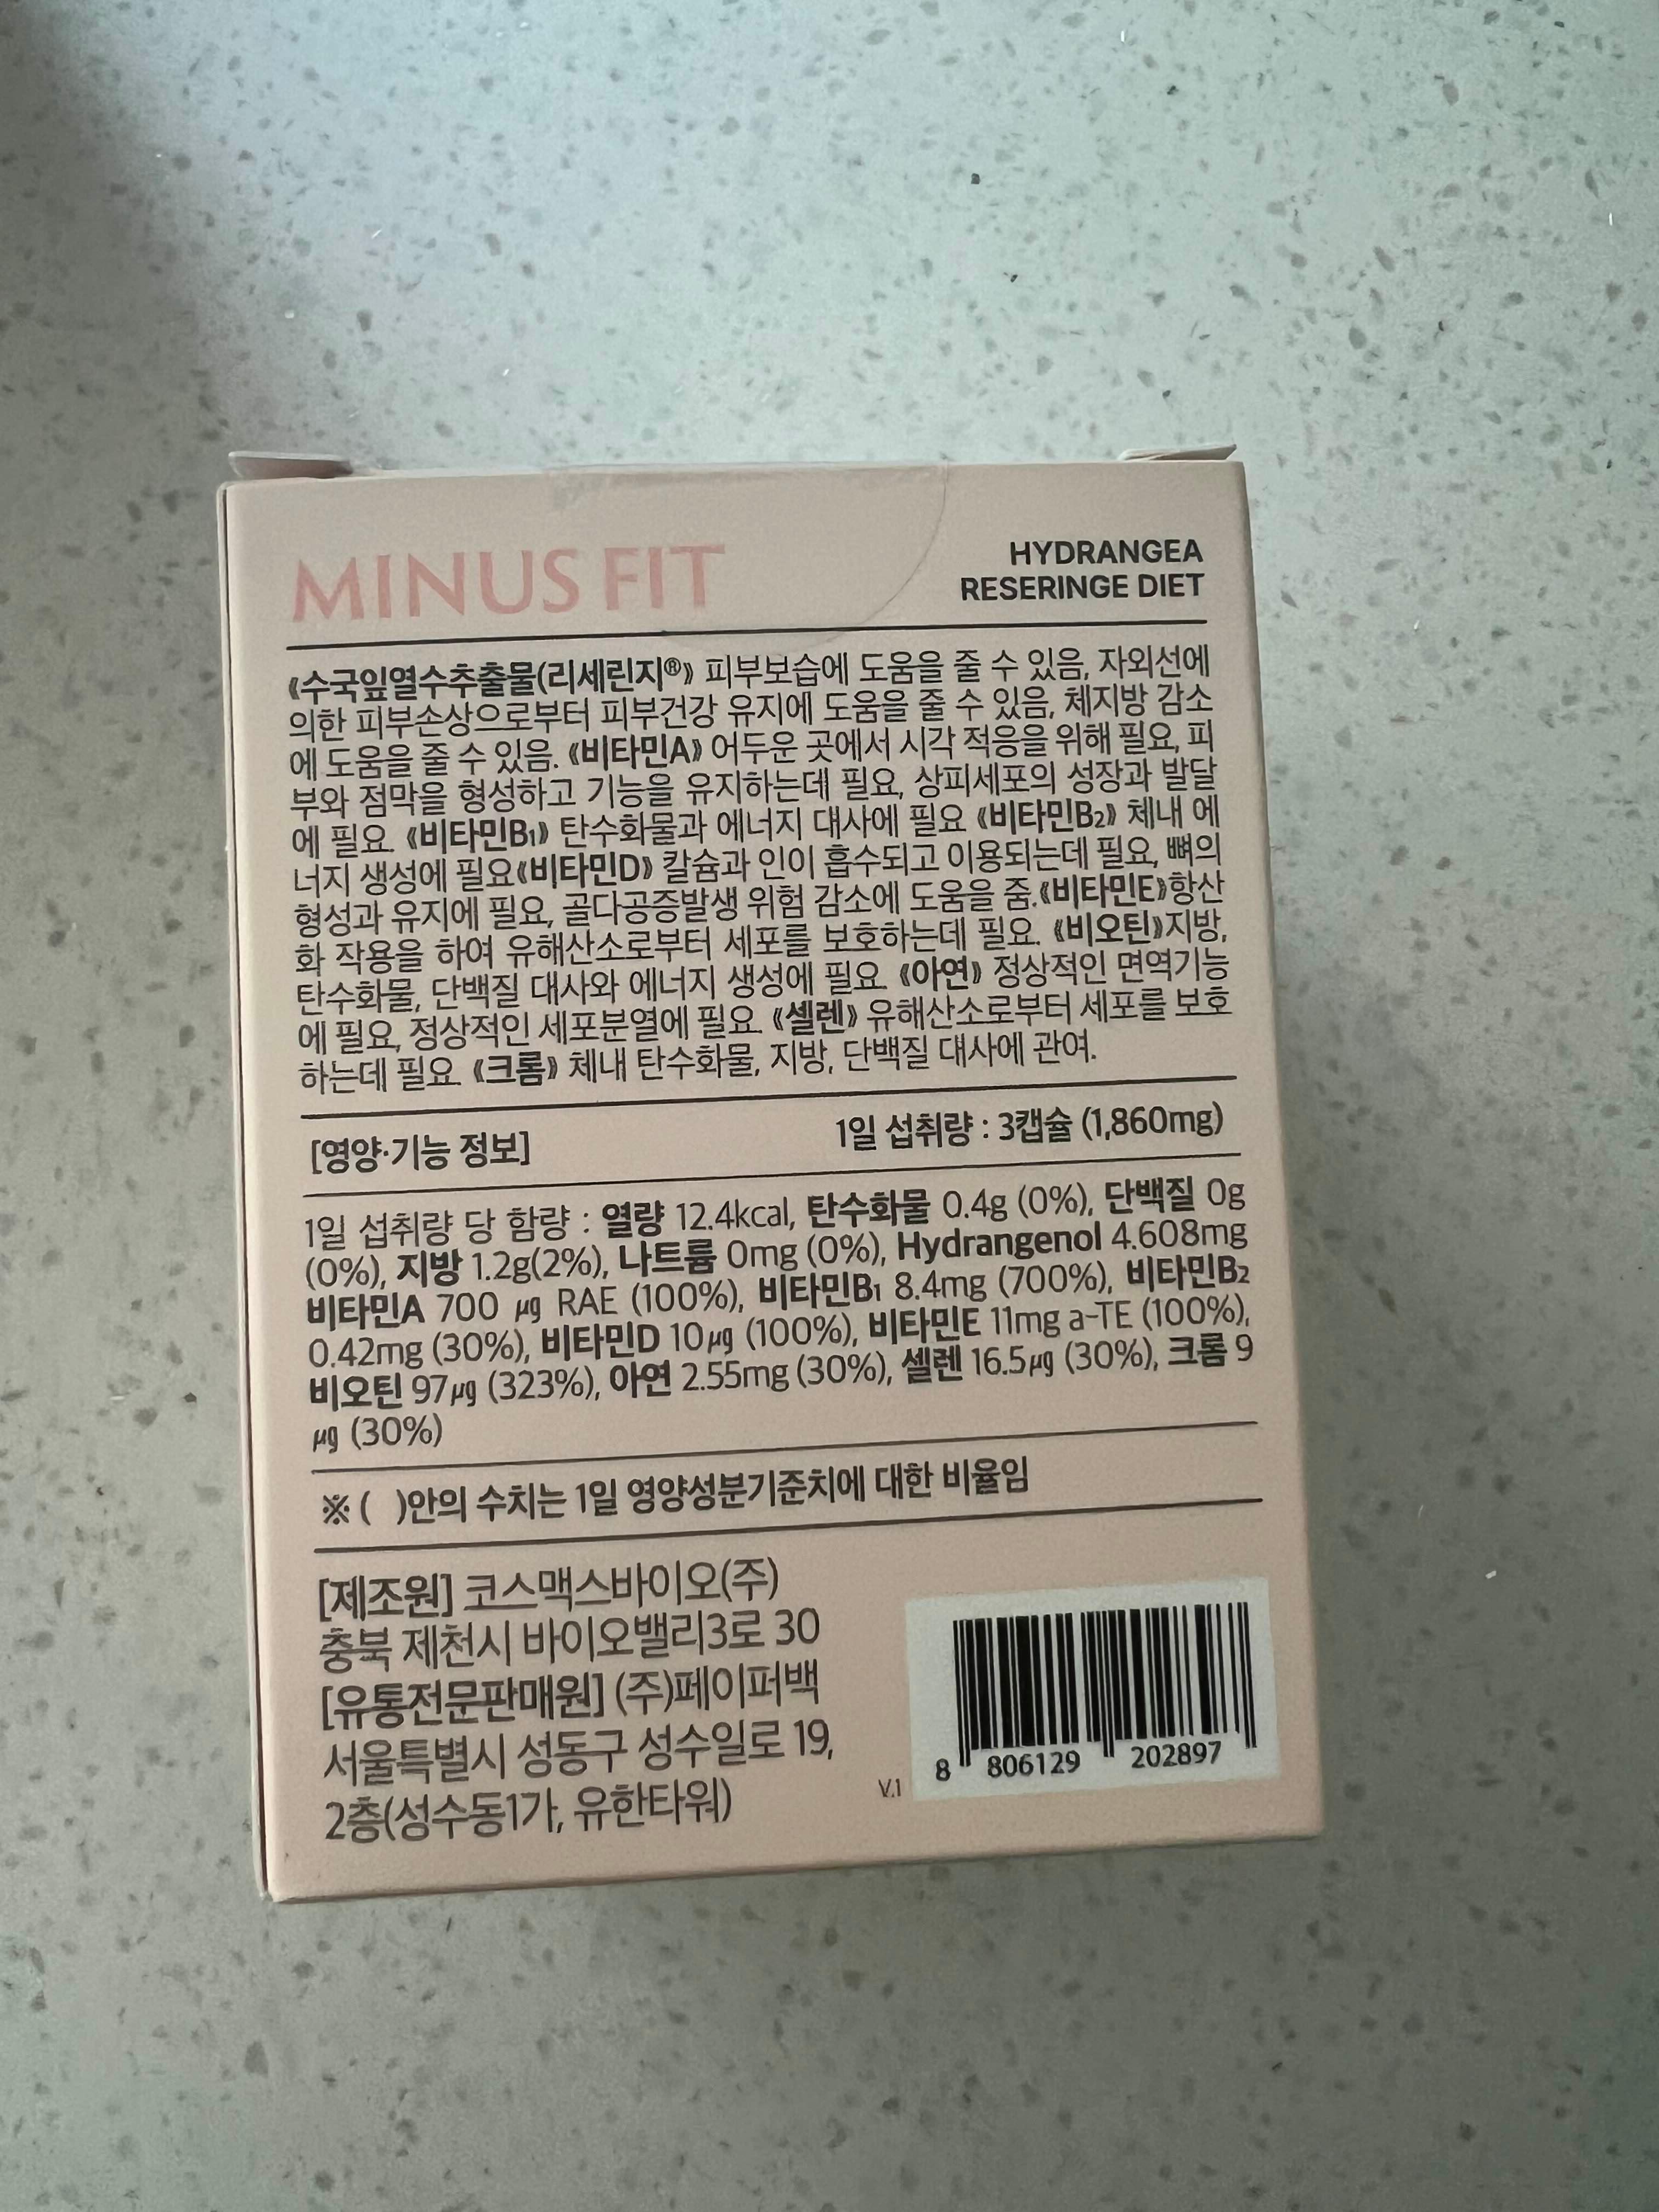 MINUS FIT
HYDRANGEA
RESERINGE DIET
《수국잎열수추출물(리세린지®》 피부보습에 도움을 줄 수 있음, 자외선에
의한 피부손상으로부터 피부건강 유지에 도움을 줄 수 있음, 체지방 감소
에 도움을 줄 수 있음. 《비타민A》 어두운 곳에서 시각 적응을 위해 필요, 피
부와 점막을 형성하고 기능을 유지하는데 필요, 상피세포의 성장과 발달
에 필요. 《비타민B₁》 탄수화물과 에너지 대사에 필요 《비타민B₂》 체내 에
너지 생성에 필요《비타민D》 칼슘과 인이 흡수되고 이용되는데 필요, 뼈의
형성과 유지에 필요, 골다공증발생 위험 감소에 도움을 줌.《비타민E》항산
화 작용을 하여 유해산소로부터 세포를 보호하는데 필요. 《비오틴》지방,
탄수화물, 단백질 대사와 에너지 생성에 필요. 《아연》 정상적인 면역기능
에 필요, 정상적인 세포분열에 필요. 《셀렌》 유해산소로부터 세포를 보호
하는데 필요. 《크롬》 체내 탄수화물, 지방, 단백질 대사에 관여.
[영양·기능 정보]
1일 섭취량 : 3캡슐 (1,860mg)
1일 섭취량 당 함량 : 열량 12.4kcal, 탄수화물 0.4g (0%), 단백질 0g
(0%), 지방 1.2g(2%), 나트륨 0mg (0%), Hydrangenol 4.608mg
비타민A 700 μg RAE (100%), 비타민B₁ 8.4mg (700%), 비타민B₂
0.42mg (30%), 비타민D 10μg (100%), 비타민E 11mg a-TE (100%),
비오틴 97μg (323%), 아연 2.55mg (30%), 셀렌 16.5μg (30%), 크롬 9
μg (30%)
※ ( )안의 수치는 1일 영양성분기준치에 대한 비율임
[제조원] 코스맥스바이오(주)
충북 제천시 바이오밸리3로 30
[유통전문판매원] (주)페이퍼백
서울특별시 성동구 성수일로 19,
2층(성수동1가, 유한타워)
V.1
8 806129 202897